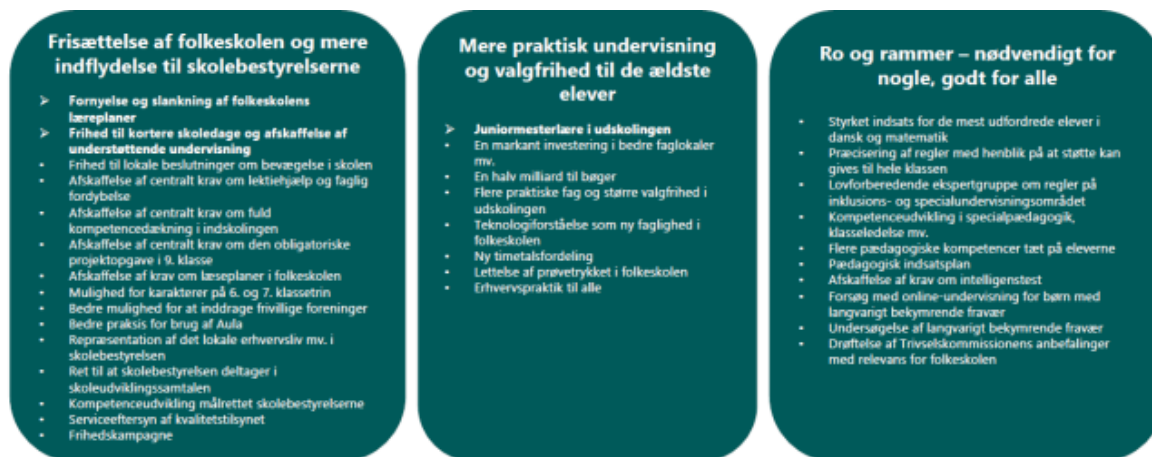 Frisættelse af folkeskolen og mere
indflydelse til skolebestyrelserne
➤ Fornyelse og slankning af folkeskolens
læreplaner
➤ Frihed til kortere skoledage og afskaffelse af
understøttende undervisning
• Frihed til lokale beslutninger om bevægelse i skolen
• Afskaffelse af centralt krav om lektiehjælp og faglig
fordybelse
• Afskaffelse af centralt krav om fuld
kompetencedækning i indskolingen
• Afskaffelse af centralt krav om den obligatoriske
projektopgave i 9. klasse
• Afskaffelse af krav om læseplaner i folkeskolen
• Mulighed for karakterer på 6. og 7. klassetrin
• Bedre mulighed for at inddrage frivillige foreninger
• Bedre praksis for brug af Aula
• Repræsentation af det lokale erhvervsliv mv. i
skolebestyrelsen
• Ret til at skolebestyrelsen deltager i
skoleudviklingssamtalen
• Kompetenceudvikling målrettet skolebestyrelserne
• Serviceeftersyn af kvalitetstilsynet
• Frihedskampagne
Mere praktisk undervisning
og valgfrihed til de ældste
elever
➤ Juniormesterlære i udskolingen
• En markant investering i bedre faglokaler
mv.
• En halv milliard til bøger
• Flere praktiske fag og større valgfrihed i
udskolingen
• Teknologiforståelse som ny faglighed i
folkeskolen
• Ny timetalsfordeling
• Lettelse af prøvetrykket i folkeskolen
• Erhvervspraktik til alle
Ro og rammer – nødvendigt for
nogle, godt for alle
• Styrket indsats for de mest udfordrede elever i
dansk og matematik
• Præcisering af regler med henblik på at støtte kan
gives til hele klassen
• Lovforberedende ekspertgruppe om regler på
inklusions- og specialundervisningsområdet
• Kompetenceudvikling i specialpædagogik,
klasseledelse mv.
• Flere pædagogiske kompetencer tæt på eleverne
• Pædagogisk indsatsplan
• Afskaffelse af krav om intelligenstest
• Forsøg med online-undervisning for børn med
langvarigt bekymrende fravær
• Undersøgelse af langvarigt bekymrende fravær
• Drøftelse af Trivselskommissionens anbefalinger
med relevans for folkeskolen